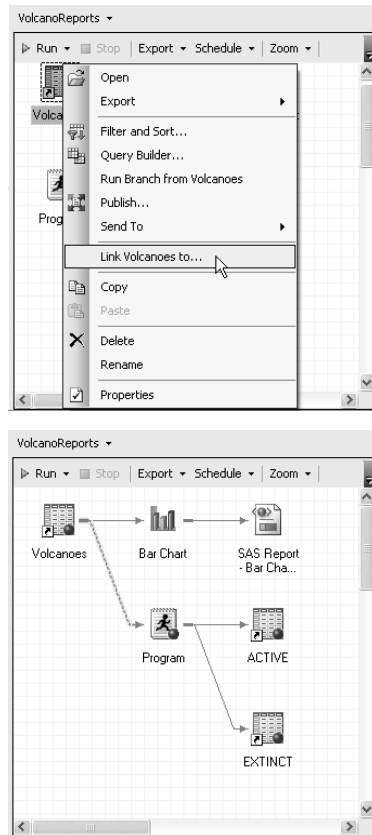 VolcanoReports
Run Stop Export Schedule Zoom
Volca
Open
Export
Filter and Sort...
Query Builder...
Run Branch from Volcanoes
Publish...
Prog
Send To
Link Volcanoes to...
Copy
Paste
Delete
Rename
Properties
VolcanoReports
Run Stop Export Schedule Zoom
Volcanoes Bar Chart SAS Report
- Bar Cha...
Program ACTIVE
EXTINCT